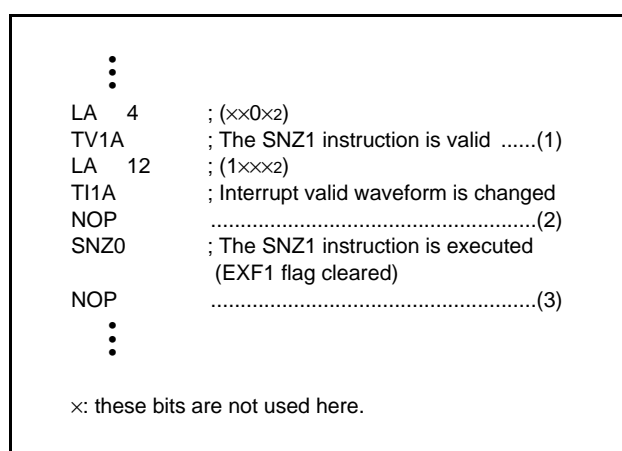 LA 4 ; (××0×2)
TV1A ; The SNZ1 instruction is valid ......(1)
LA 12 ; (1×××2)
TI1A ; Interrupt valid waveform is changed
NOP ........................................................(2)
SNZ0 ; The SNZ1 instruction is executed
(EXF1 flag cleared)
NOP ........................................................(3)
×: these bits are not used here.